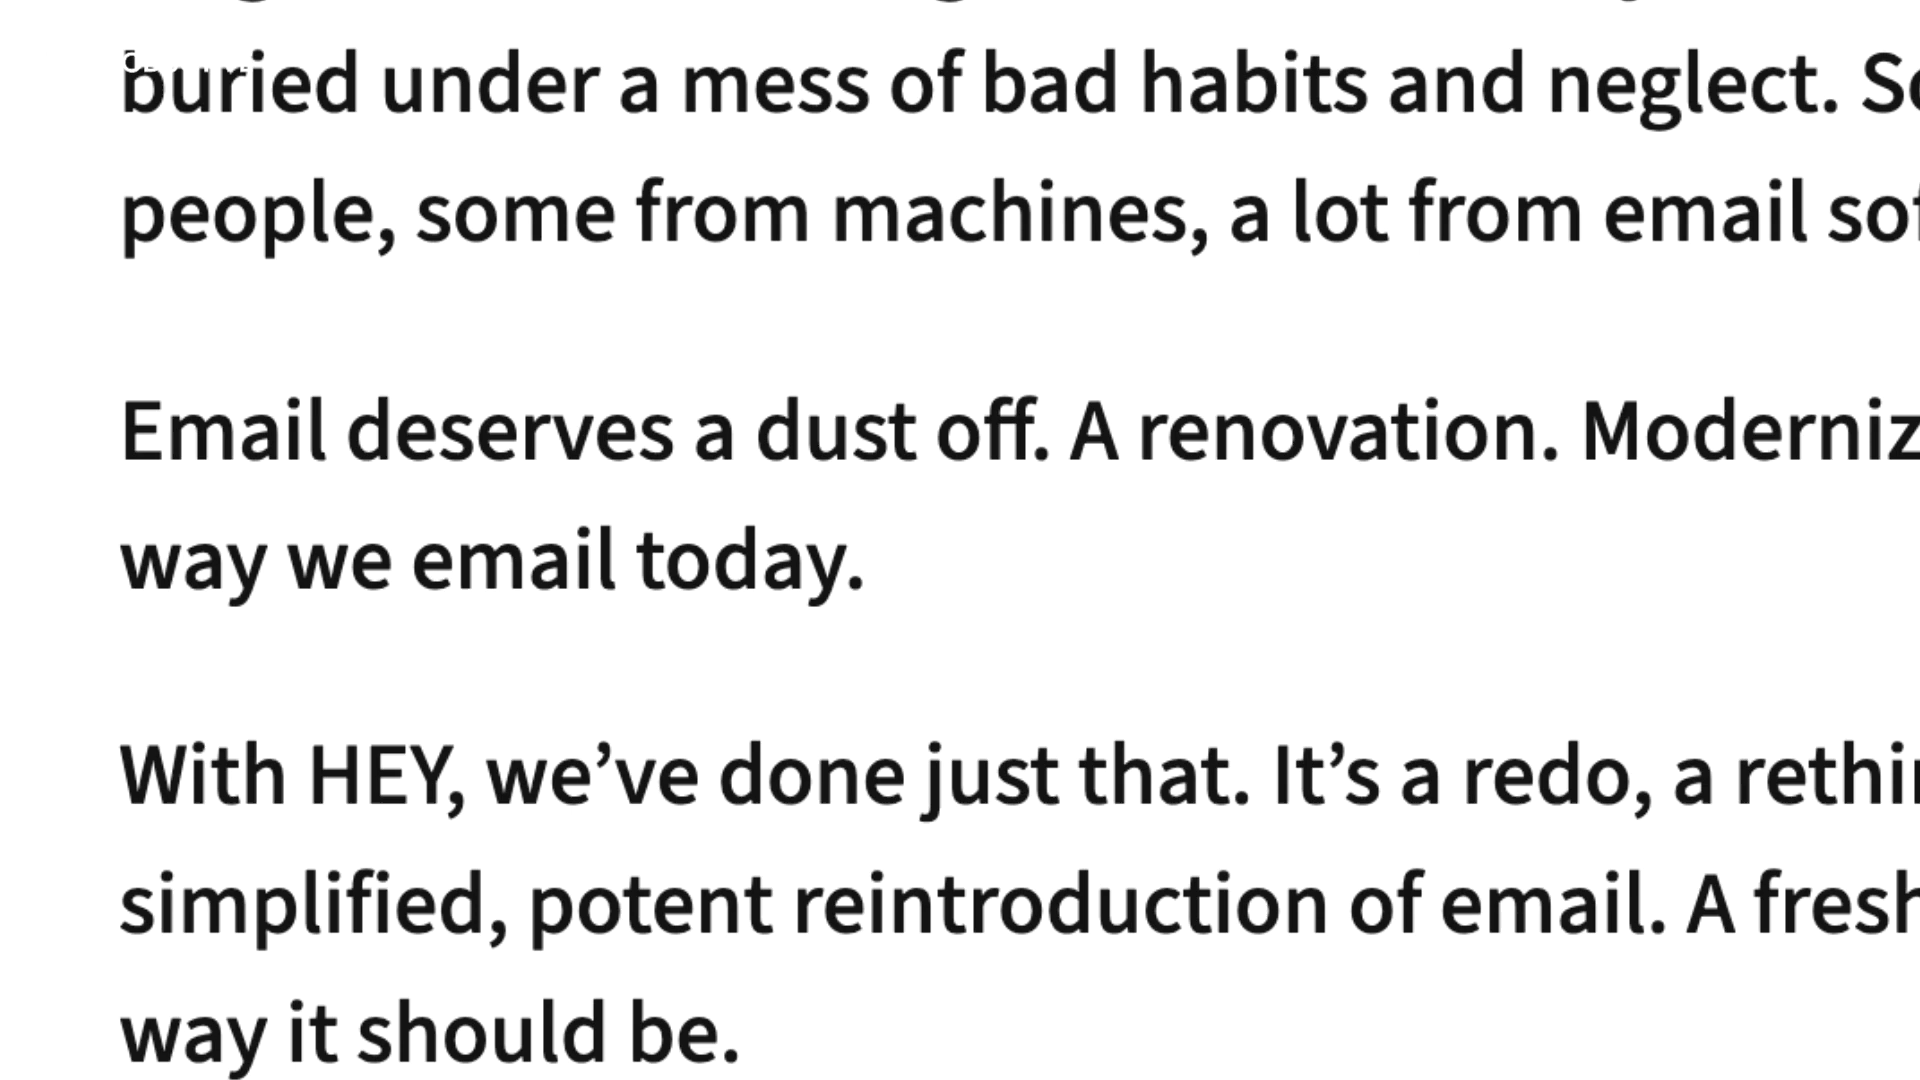 buried under a mess of bad habits and neglect.
people, some from machines, a lot from email
Email deserves a dust off. A renovation.
way we email today.
With HEY, we’ve done just that. It’s a redo, a
simplified, potent reintroduction of email. A fresh
way it should be.